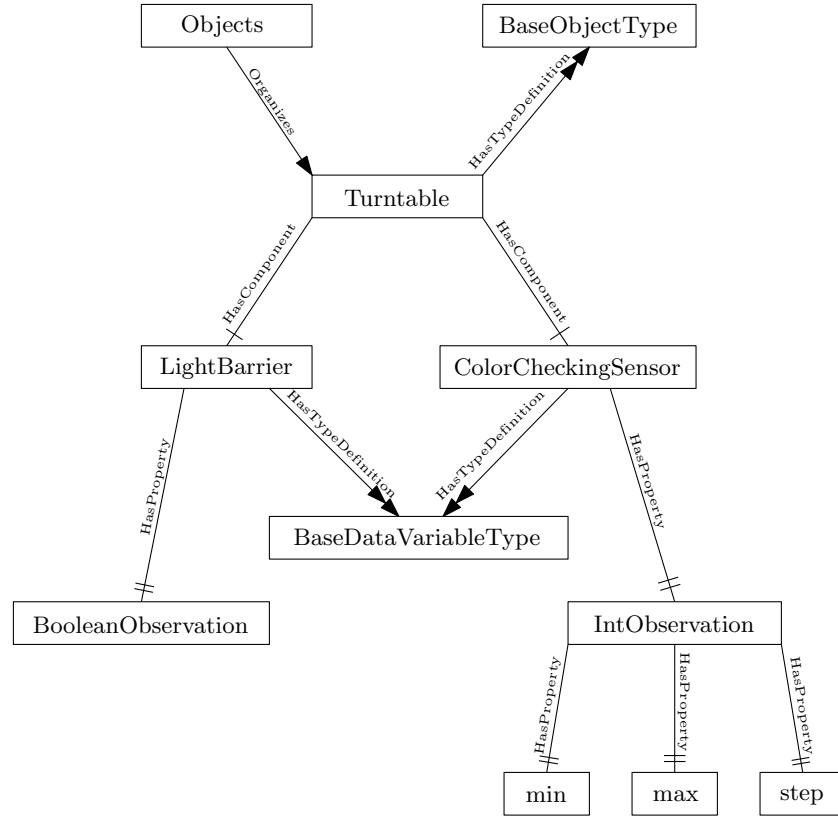 Objects
BaseObjectType
Organizes
HasTypeDefinition
Turntable
HasComponent
HasComponent
LightBarrier
ColorCheckingSensor
HasTypeDefinition
HasTypeDefinition
HasProperty
HasProperty
BaseDataVariableType
BooleanObservation
IntObservation
HasProperty
HasProperty
HasProperty
min
max
step